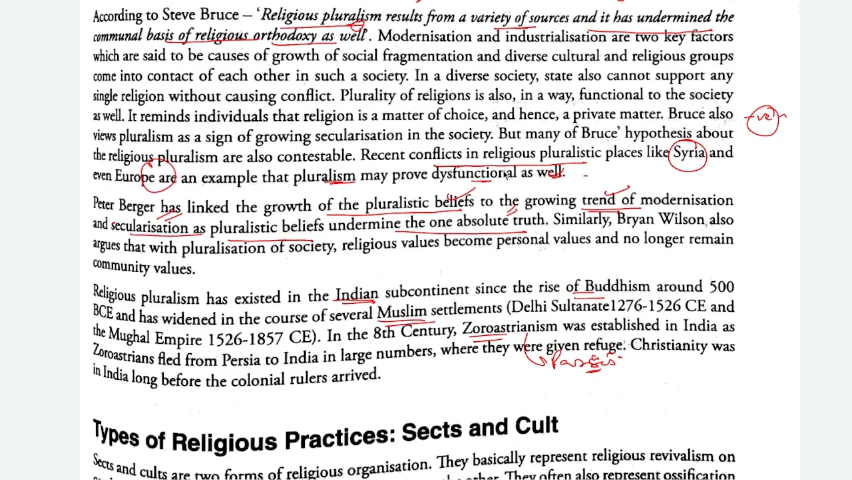 According to Steve Bruce – 'Religious pluralism results from a variety of sources and it has undermined the
communal basis of religious orthodoxy as well'. Modernisation and industrialisation are two key factors
which are said to be causes of growth of social fragmentation and diverse cultural and religious groups
come into contact of each other in such a society. In a diverse society, state also cannot support any
single religion without causing conflict. Plurality of religions is also, in a way, functional to the society
as well. It reminds individuals that religion is a matter of choice, and hence, a private matter. Bruce also
-ve
views pluralism as a sign of growing secularisation in the society. But many of Bruce' hypothesis about
the religious pluralism are also contestable. Recent conflicts in religious pluralistic places like Syria and
even Europe are an example that pluralism may prove dysfunctional as well.
Peter Berger has linked the growth of the pluralistic beliefs to the growing trend of modernisation
and secularisation as pluralistic beliefs undermine the one absolute truth. Similarly, Bryan Wilson also
argues that with pluralisation of society, religious values become personal values and no longer remain
community values.
Religious pluralism has existed in the Indian subcontinent since the rise of Buddhism around 500
BCE and has widened in the course of several Muslim settlements (Delhi Sultanate1276-1526 CE and
the Mughal Empire 1526-1857 CE). In the 8th Century, Zoroastrianism was established in India as
Zoroastrians fled from Persia to India in large numbers, where they were given refuge. Christianity was
Parsis
in India long before the colonial rulers arrived.
Types of Religious Practices: Sects and Cult
Sects and cults are two forms of religious organisation. They basically represent religious revivalism on
other. They often also represent ossification